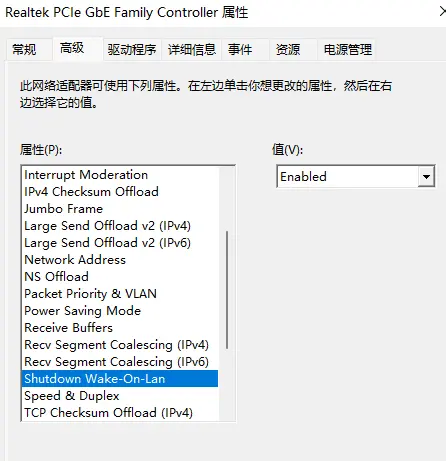 Realtek PCIe GbE Family Controller 属性
常规 高级 驱动程序 详细信息 事件 资源 电源管理
此网络适配器可使用下列属性。在左边单击你想更改的属性，然后在右
边选择它的值。
属性(P): 值(V):
Interrupt Moderation
IPv4 Checksum Offload
Jumbo Frame
Large Send Offload v2 (IPv4)
Large Send Offload v2 (IPv6)
Network Address
NS Offload
Packet Priority & VLAN
Power Saving Mode
Receive Buffers
Recv Segment Coalescing (IPv4)
Recv Segment Coalescing (IPv6)
Shutdown Wake-On-Lan
Speed & Duplex
TCP Checksum Offload (IPv4)
Enabled